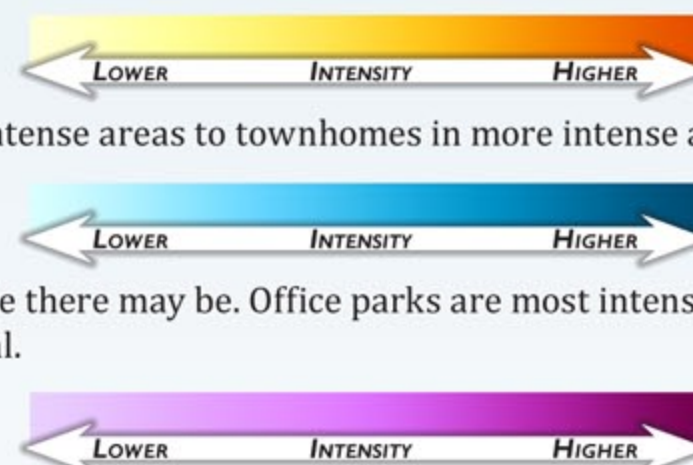 LOWER INTENSITY HIGHER
ntense areas to townhomes in more intense a
LOWER INTENSITY HIGHER
e there may be. Office parks are most intens
l.
LOWER INTENSITY HIGHER